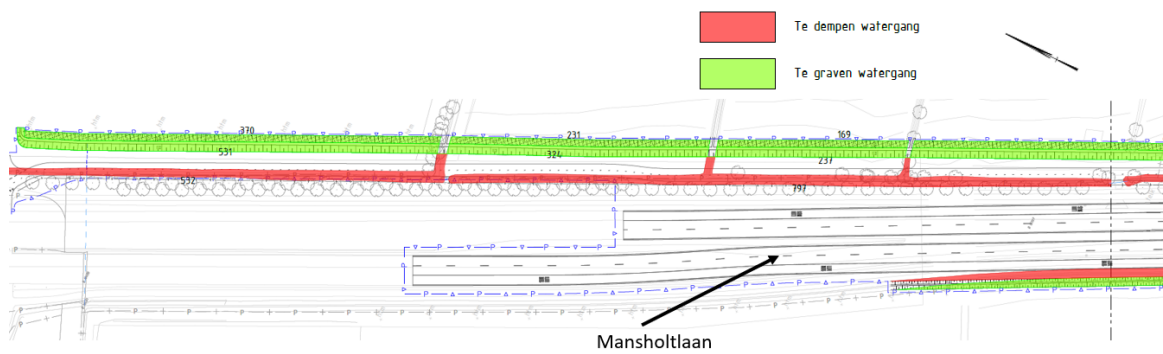 Te dempen watergang
Te graven watergang
370
231
169
531
324
237
532
797
Mansholtlaan